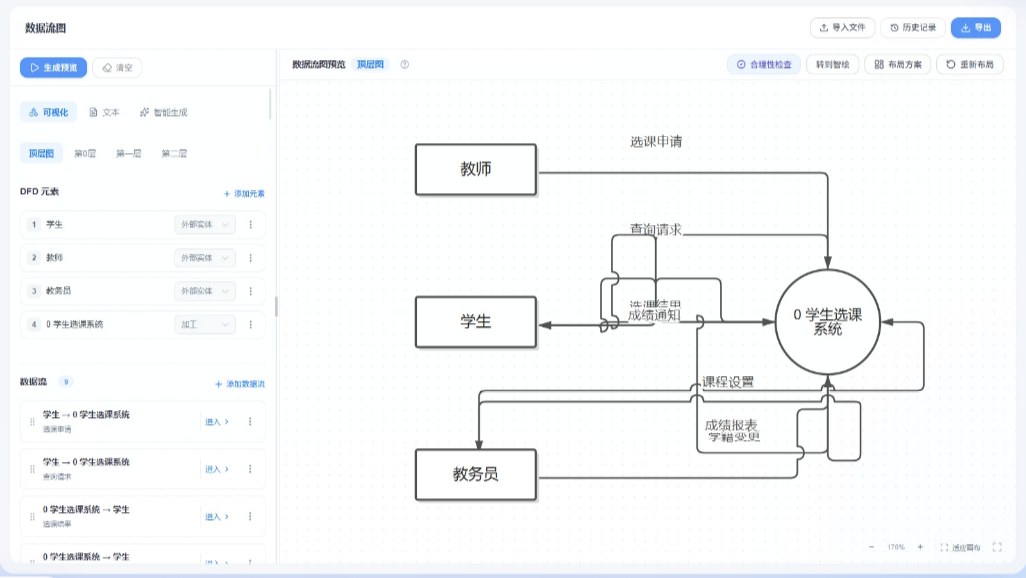 数据流图
导入文件
历史记录
导出
生成预览
清空
数据流图预览 顶层图
合理性检查
转到智绘
布局方案
重新布局
可视化
文本
智能生成
顶层图
第0层
第一层
第二层
DFD 元素
+ 添加元素
1 学生 外部实体
2 教师 外部实体
3 教务员 外部实体
4 0 学生选课系统 加工
数据流 9
+ 添加数据流
学生 → 0 学生选课系统
选课申请
进入 >
学生 → 0 学生选课系统
查询请求
进入 >
0 学生选课系统 → 学生
选课结果
进入 >
0 学生选课系统 → 学生
选课申请
教师
查询请求
选课结果
成绩通知
学生
0 学生选课
系统
课程设置
成绩报表
学籍变更
教务员
− 170% +
适应画布